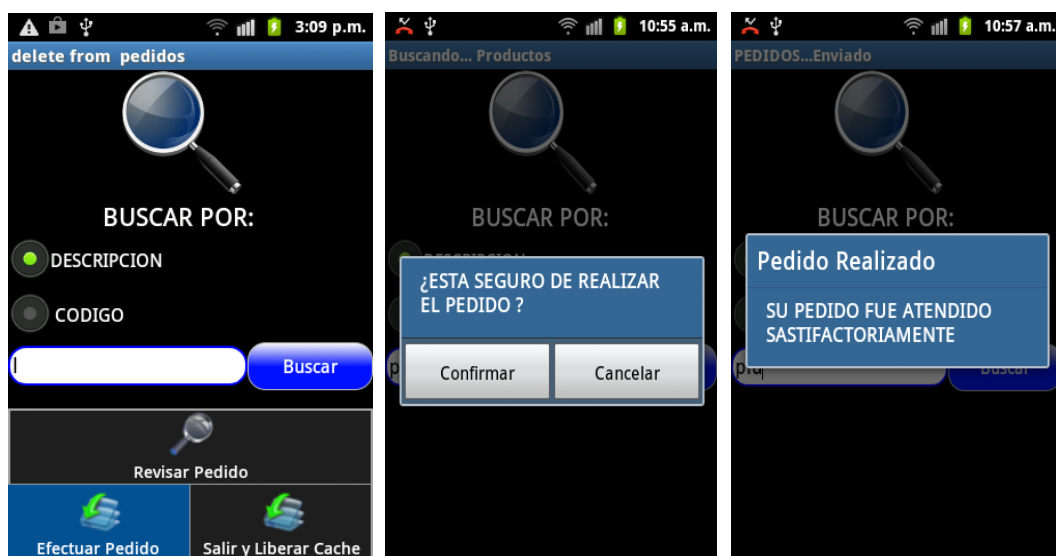 3:09 p.m.
delete from pedidos
BUSCAR POR:
DESCRIPCION
CODIGO
Buscar
Revisar Pedido
Efectuar Pedido
Salir y Liberar Cache
10:55 a.m.
Buscando... Productos
BUSCAR POR:
¿ESTA SEGURO DE REALIZAR
EL PEDIDO ?
Confirmar
Cancelar
10:57 a.m.
PEDIDOS...Enviado
BUSCAR POR:
Pedido Realizado
SU PEDIDO FUE ATENDIDO
SASTIFACTORIAMENTE